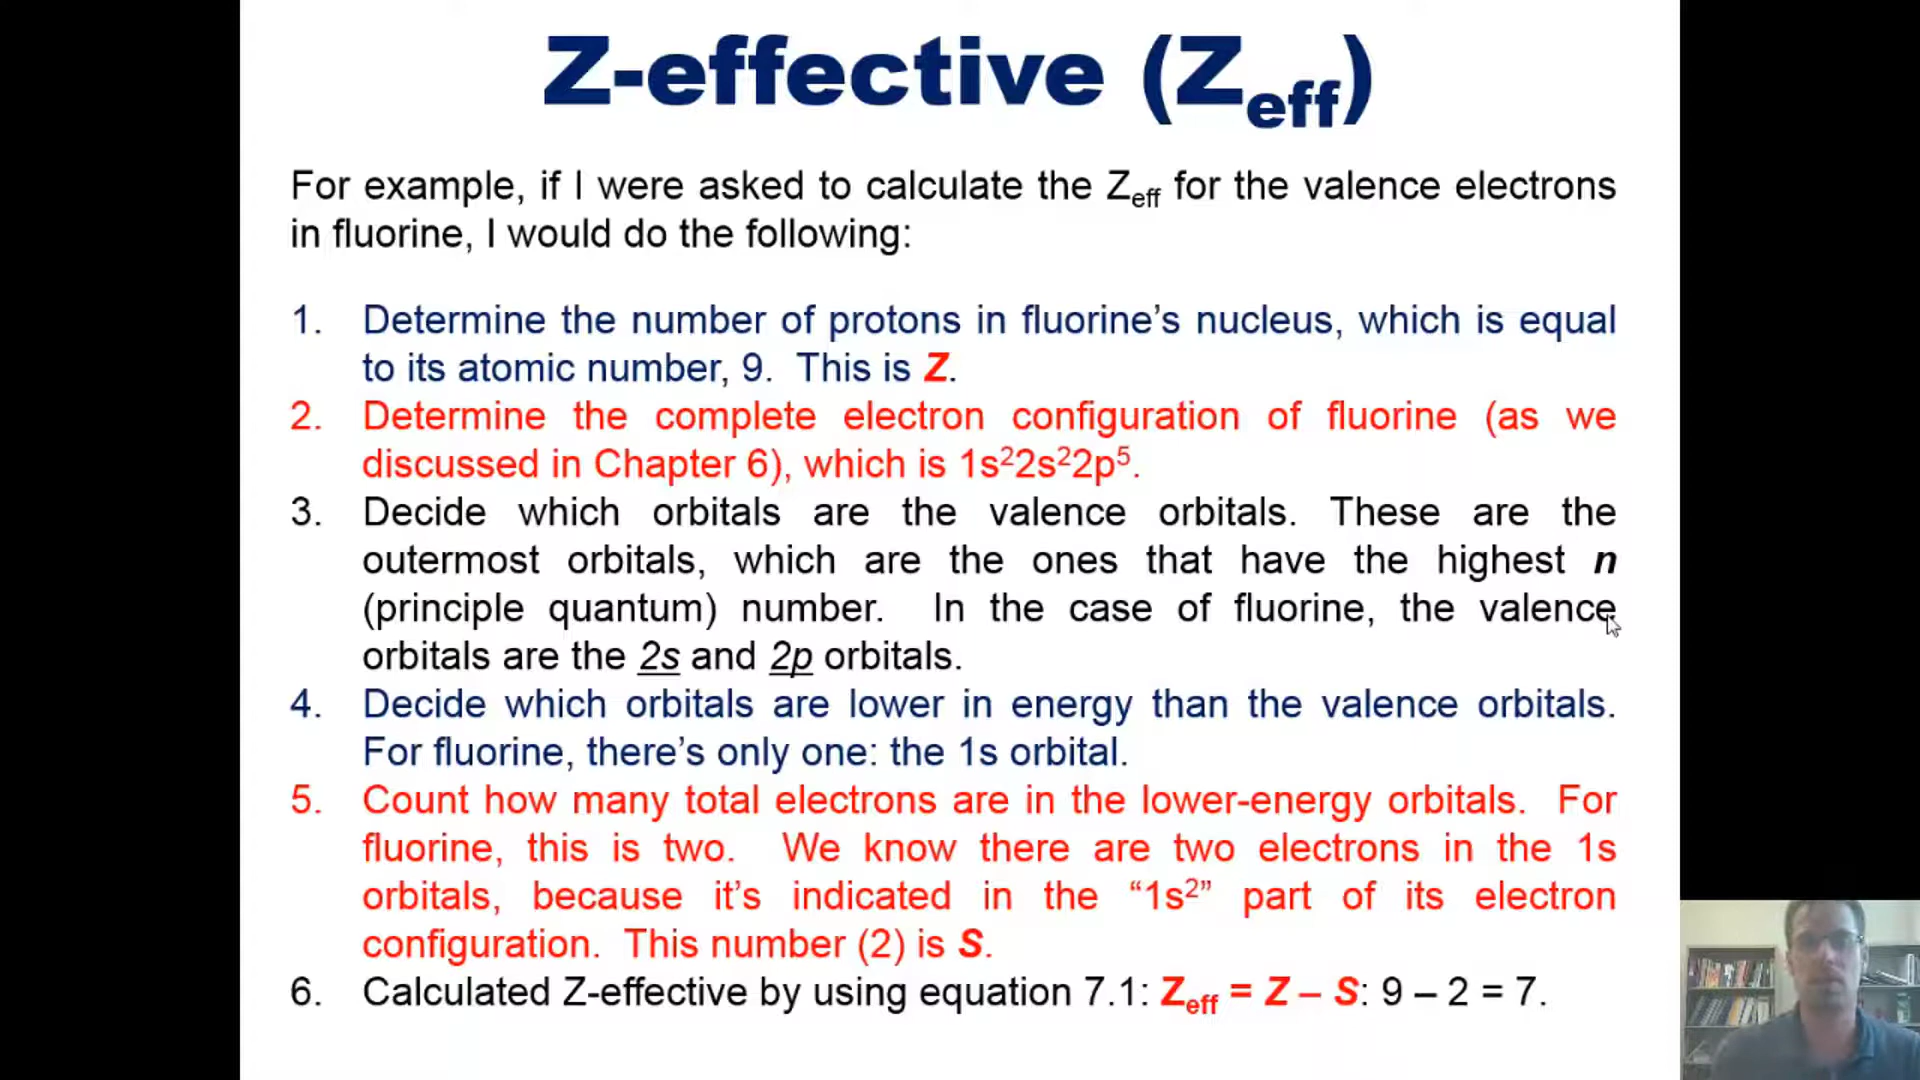 Z-effective (Zeff)
For example, if I were asked to calculate the Zeff for the valence electrons
in fluorine, I would do the following:
1. Determine the number of protons in fluorine’s nucleus, which is equal
to its atomic number, 9. This is Z.
2. Determine the complete electron configuration of fluorine (as we
discussed in Chapter 6), which is 1s²2s²2p⁵.
3. Decide which orbitals are the valence orbitals. These are the
outermost orbitals, which are the ones that have the highest n
(principle quantum) number. In the case of fluorine, the valence
orbitals are the 2s and 2p orbitals.
4. Decide which orbitals are lower in energy than the valence orbitals.
For fluorine, there’s only one: the 1s orbital.
5. Count how many total electrons are in the lower-energy orbitals. For
fluorine, this is two. We know there are two electrons in the 1s
orbitals, because it’s indicated in the “1s²” part of its electron
configuration. This number (2) is S.
6. Calculated Z-effective by using equation 7.1: Zeff = Z – S: 9 – 2 = 7.